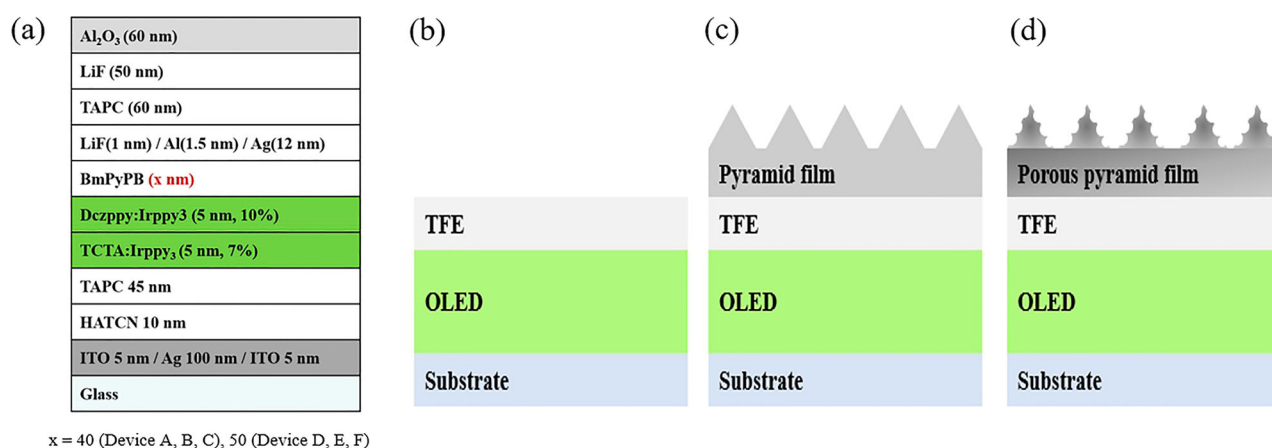 (a)
Al₂O₃ (60 nm)
LiF (50 nm)
TAPC (60 nm)
LiF(1 nm) / Al(1.5 nm) / Ag(12 nm)
BmPyPB (x nm)
Dczppy:Irppy3 (5 nm, 10%)
TCTA:Irppy₃ (5 nm, 7%)
TAPC 45 nm
HATCN 10 nm
ITO 5 nm / Ag 100 nm / ITO 5 nm
Glass
x = 40 (Device A, B, C), 50 (Device D, E, F)
(b)
TFE
OLED
Substrate
(c)
Pyramid film
TFE
OLED
Substrate
(d)
Porous pyramid film
TFE
OLED
Substrate